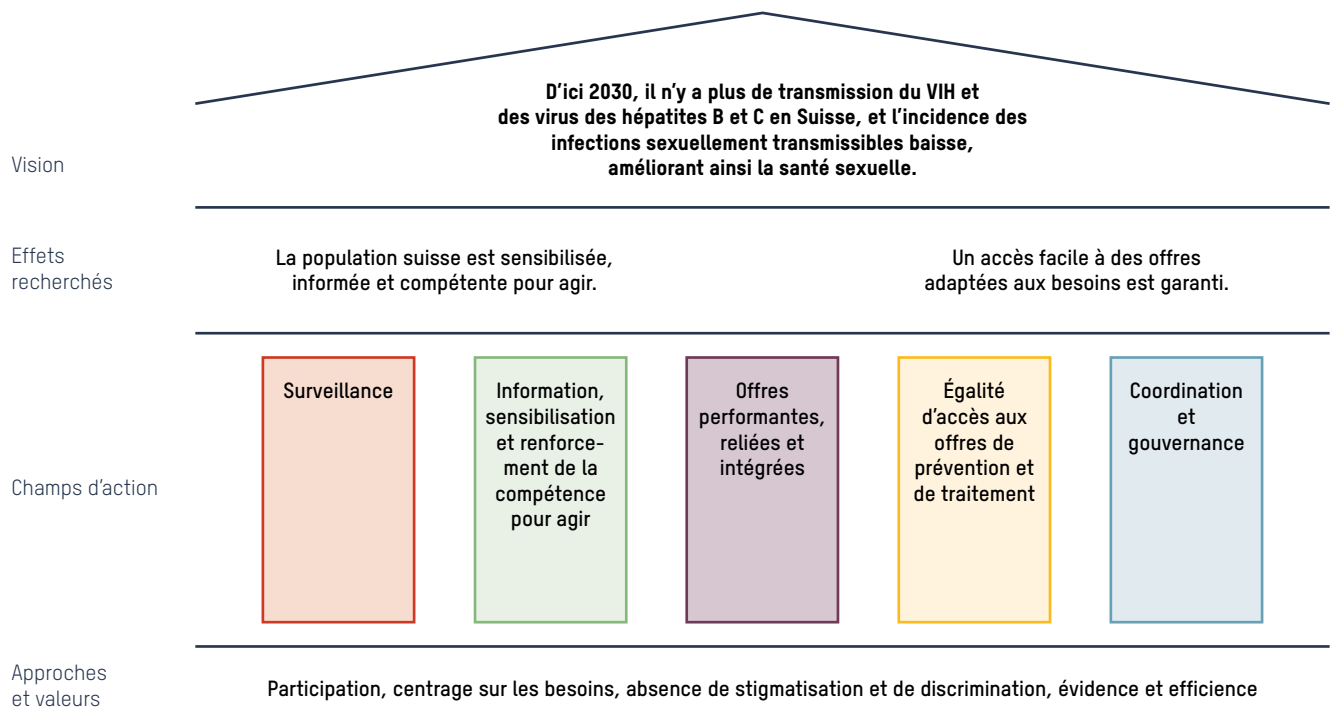 D'ici 2030, il n'y a plus de transmission du VIH et
des virus des hépatites B et C en Suisse, et l'incidence des
infections sexuellement transmissibles baisse,
améliorant ainsi la santé sexuelle.
Vision
Effets
recherchés
La population suisse est sensibilisée,
informée et compétente pour agir.
Un accès facile à des offres
adaptées aux besoins est garanti.
Champs d'action
Surveillance
Information,
sensibilisation
et renforce-
ment de la
compétence
pour agir
Offres
performantes,
reliées et
intégrées
Égalité
d'accès aux
offres de
prévention et
de traitement
Coordination
et
gouvernance
Approches
et valeurs
Participation, centrage sur les besoins, absence de stigmatisation et de discrimination, évidence et efficience